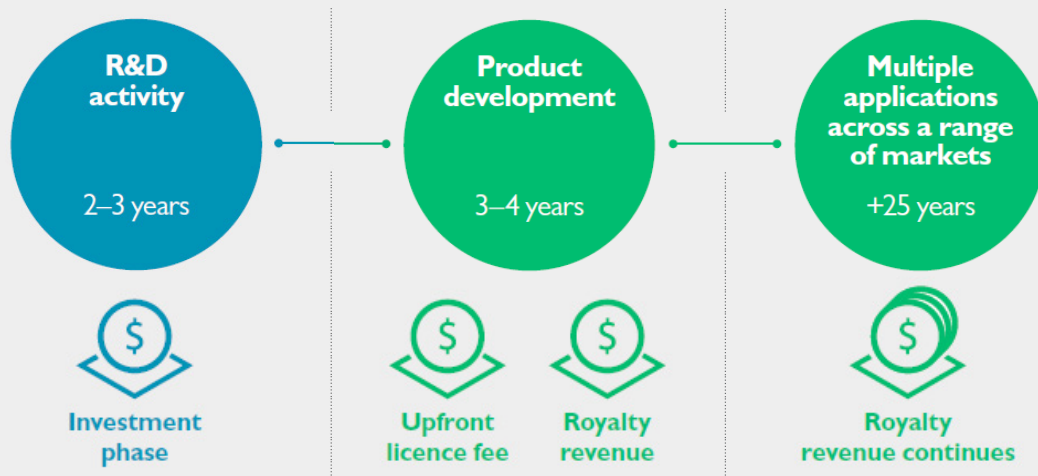 R&D
activity
2–3 years
$
Investment
phase
Product
development
3–4 years
$
Upfront
licence fee
$
Royalty
revenue
Multiple
applications
across a range
of markets
+25 years
$
Royalty
revenue continues